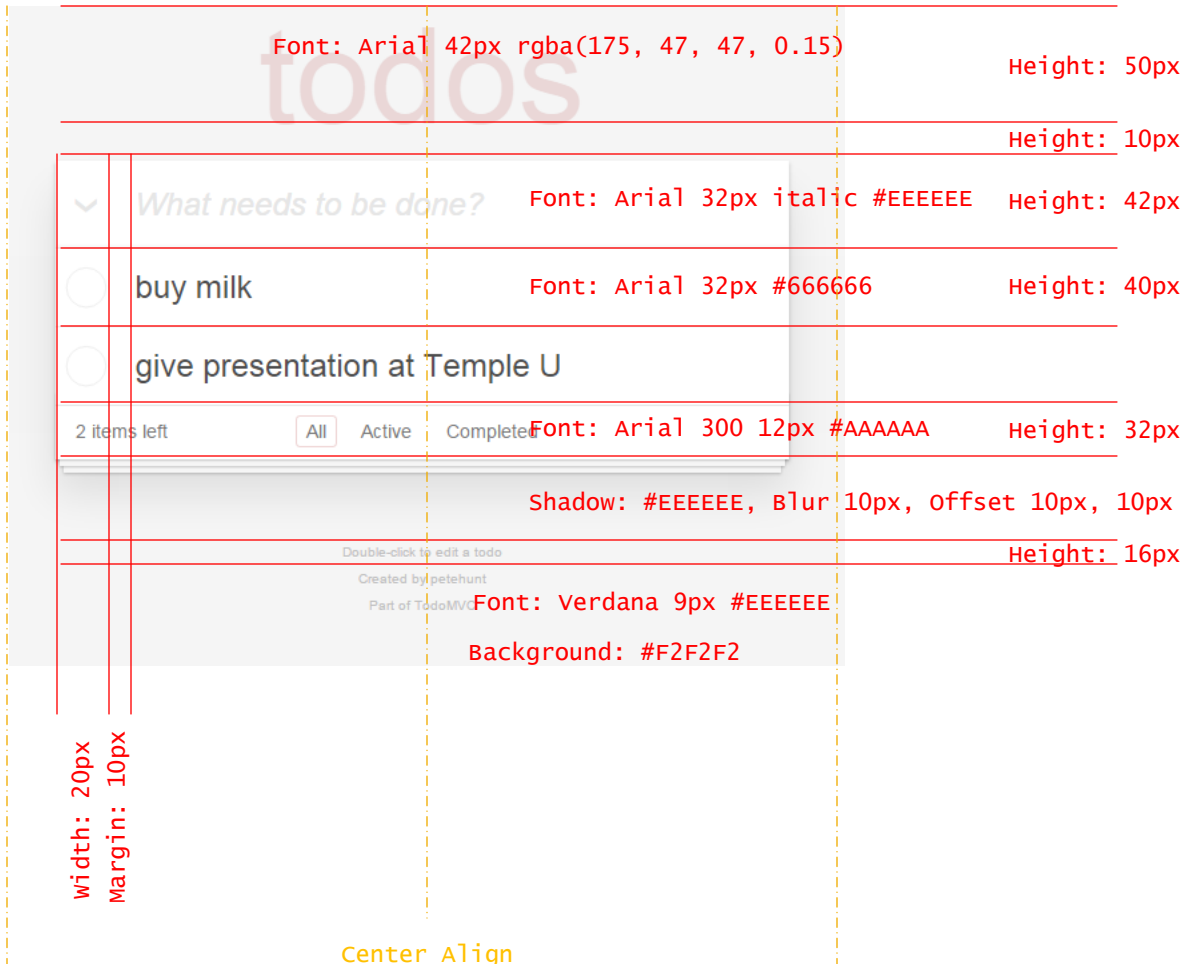 todos
Font: Arial 42px rgba(175, 47, 47, 0.15)
Height: 50px
Height: 10px
What needs to be done?
Font: Arial 32px italic #EEEEEE
Height: 42px
buy milk
Font: Arial 32px #666666
Height: 40px
give presentation at Temple U
2 items left
All
Active
Completed
Font: Arial 300 12px #AAAAAA
Height: 32px
Shadow: #EEEEEE, Blur 10px, Offset 10px, 10px
Double-click to edit a todo
Height: 16px
Created by petehunt
Part of TodoMVC
Font: Verdana 9px #EEEEEE
Background: #F2F2F2
Width: 20px
Margin: 10px
Center Align